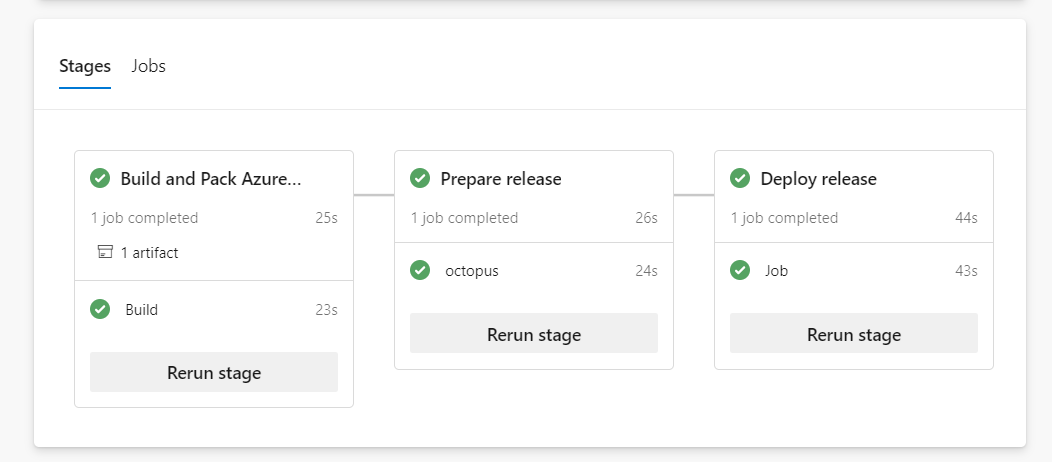 Stages Jobs
Build and Pack Azure...
1 job completed 25s
1 artifact
Build 23s
Rerun stage
Prepare release
1 job completed 26s
octopus 24s
Rerun stage
Deploy release
1 job completed 44s
Job 43s
Rerun stage